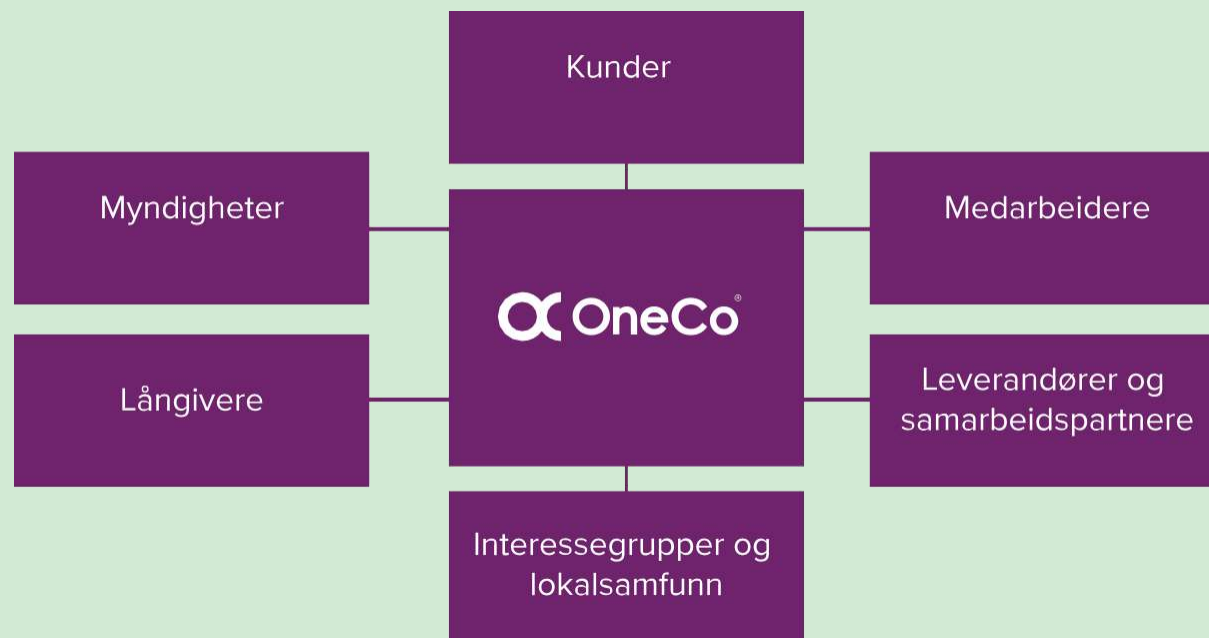 Kunder
Myndigheter
Medarbeidere
OneCo®
Långivere
Leverandører og
samarbeidspartnere
Interessegrupper og
lokalsamfunn